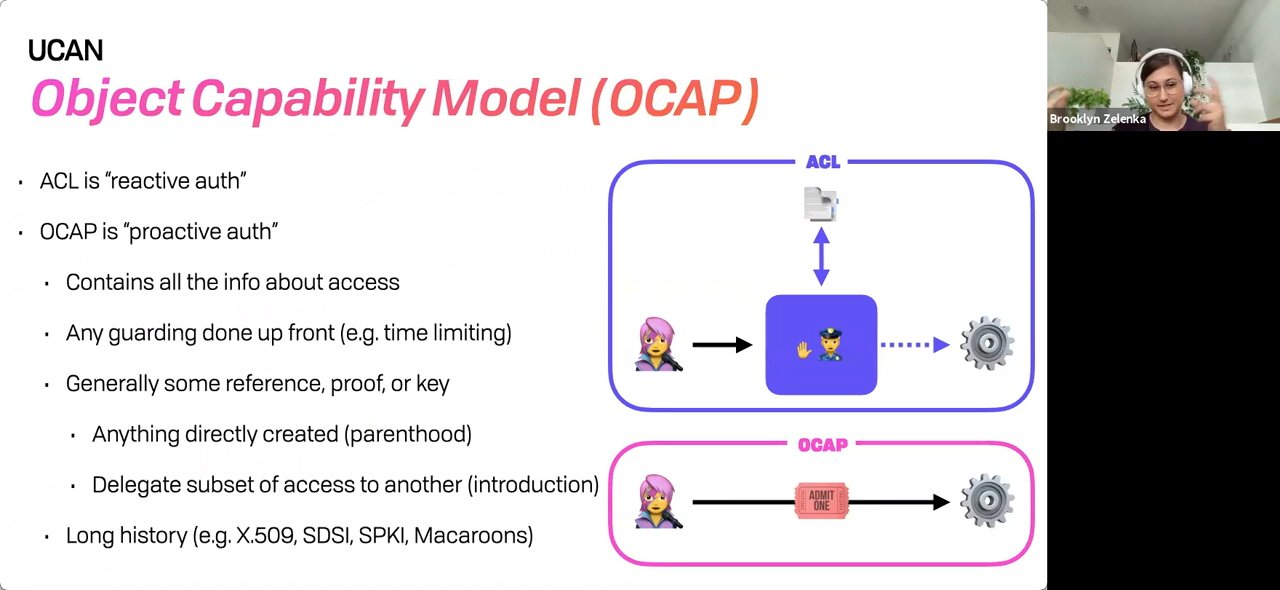 UCAN
Object Capability Model (OCAP)
· ACL is “reactive auth”
· OCAP is “proactive auth”
· Contains all the info about access
· Any guarding done up front (e.g. time limiting)
· Generally some reference, proof, or key
· Anything directly created (parenthood)
· Delegate subset of access to another (introduction)
· Long history (e.g. X.509, SDSI, SPKI, Macaroons)
ACL
OCAP
ADMIT
ONE
Brooklyn Zelenka